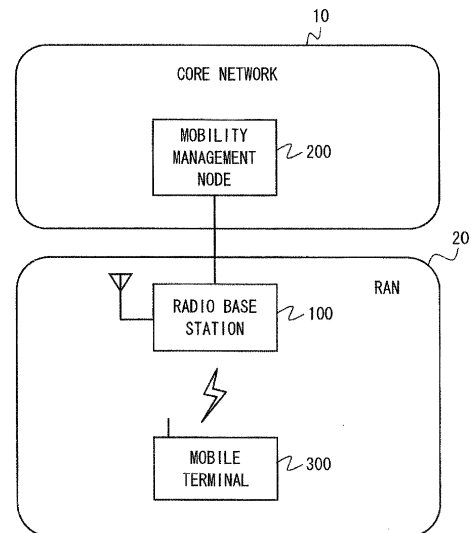 10
CORE NETWORK
MOBILITY
MANAGEMENT
NODE
200
20
RAN
RADIO BASE
STATION
100
MOBILE
TERMINAL
300